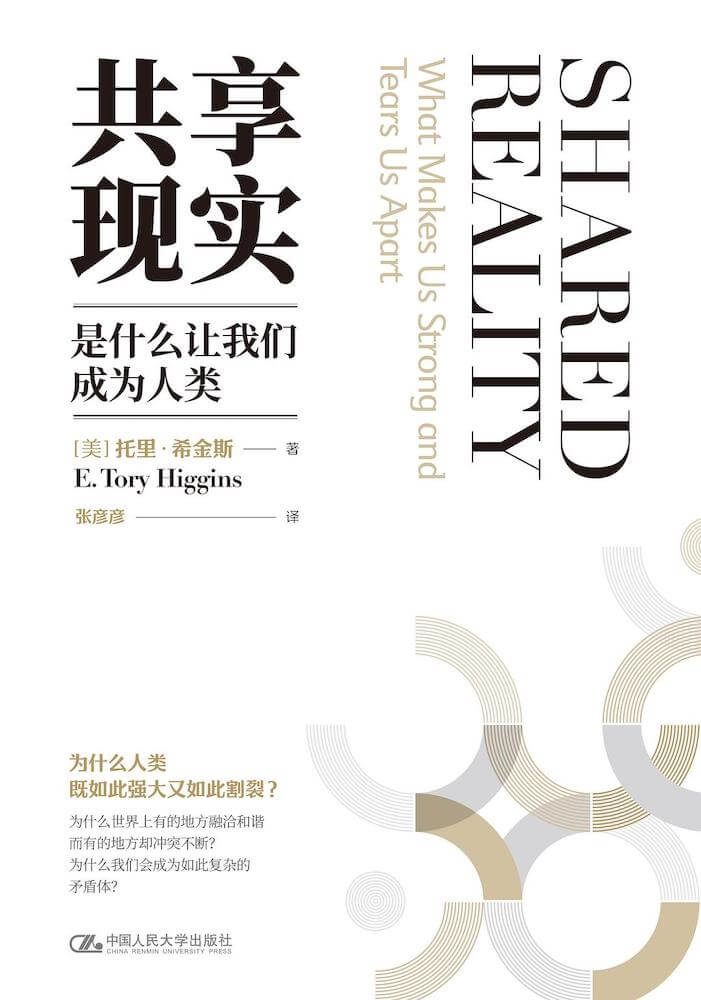 共享
现实
是什么让我们
成为人类
[美]托里·希金斯 著
E. Tory Higgins
张彦彦 译
SHARED
REALITY
What Makes Us Strong and
Tears Us Apart
为什么人类
既如此强大又如此割裂？
为什么世界上有的地方融洽和谐
而有的地方却冲突不断？
为什么我们会成为如此复杂的
矛盾体？
中国人民大学出版社
CHINA RENMIN UNIVERSITY PRESS